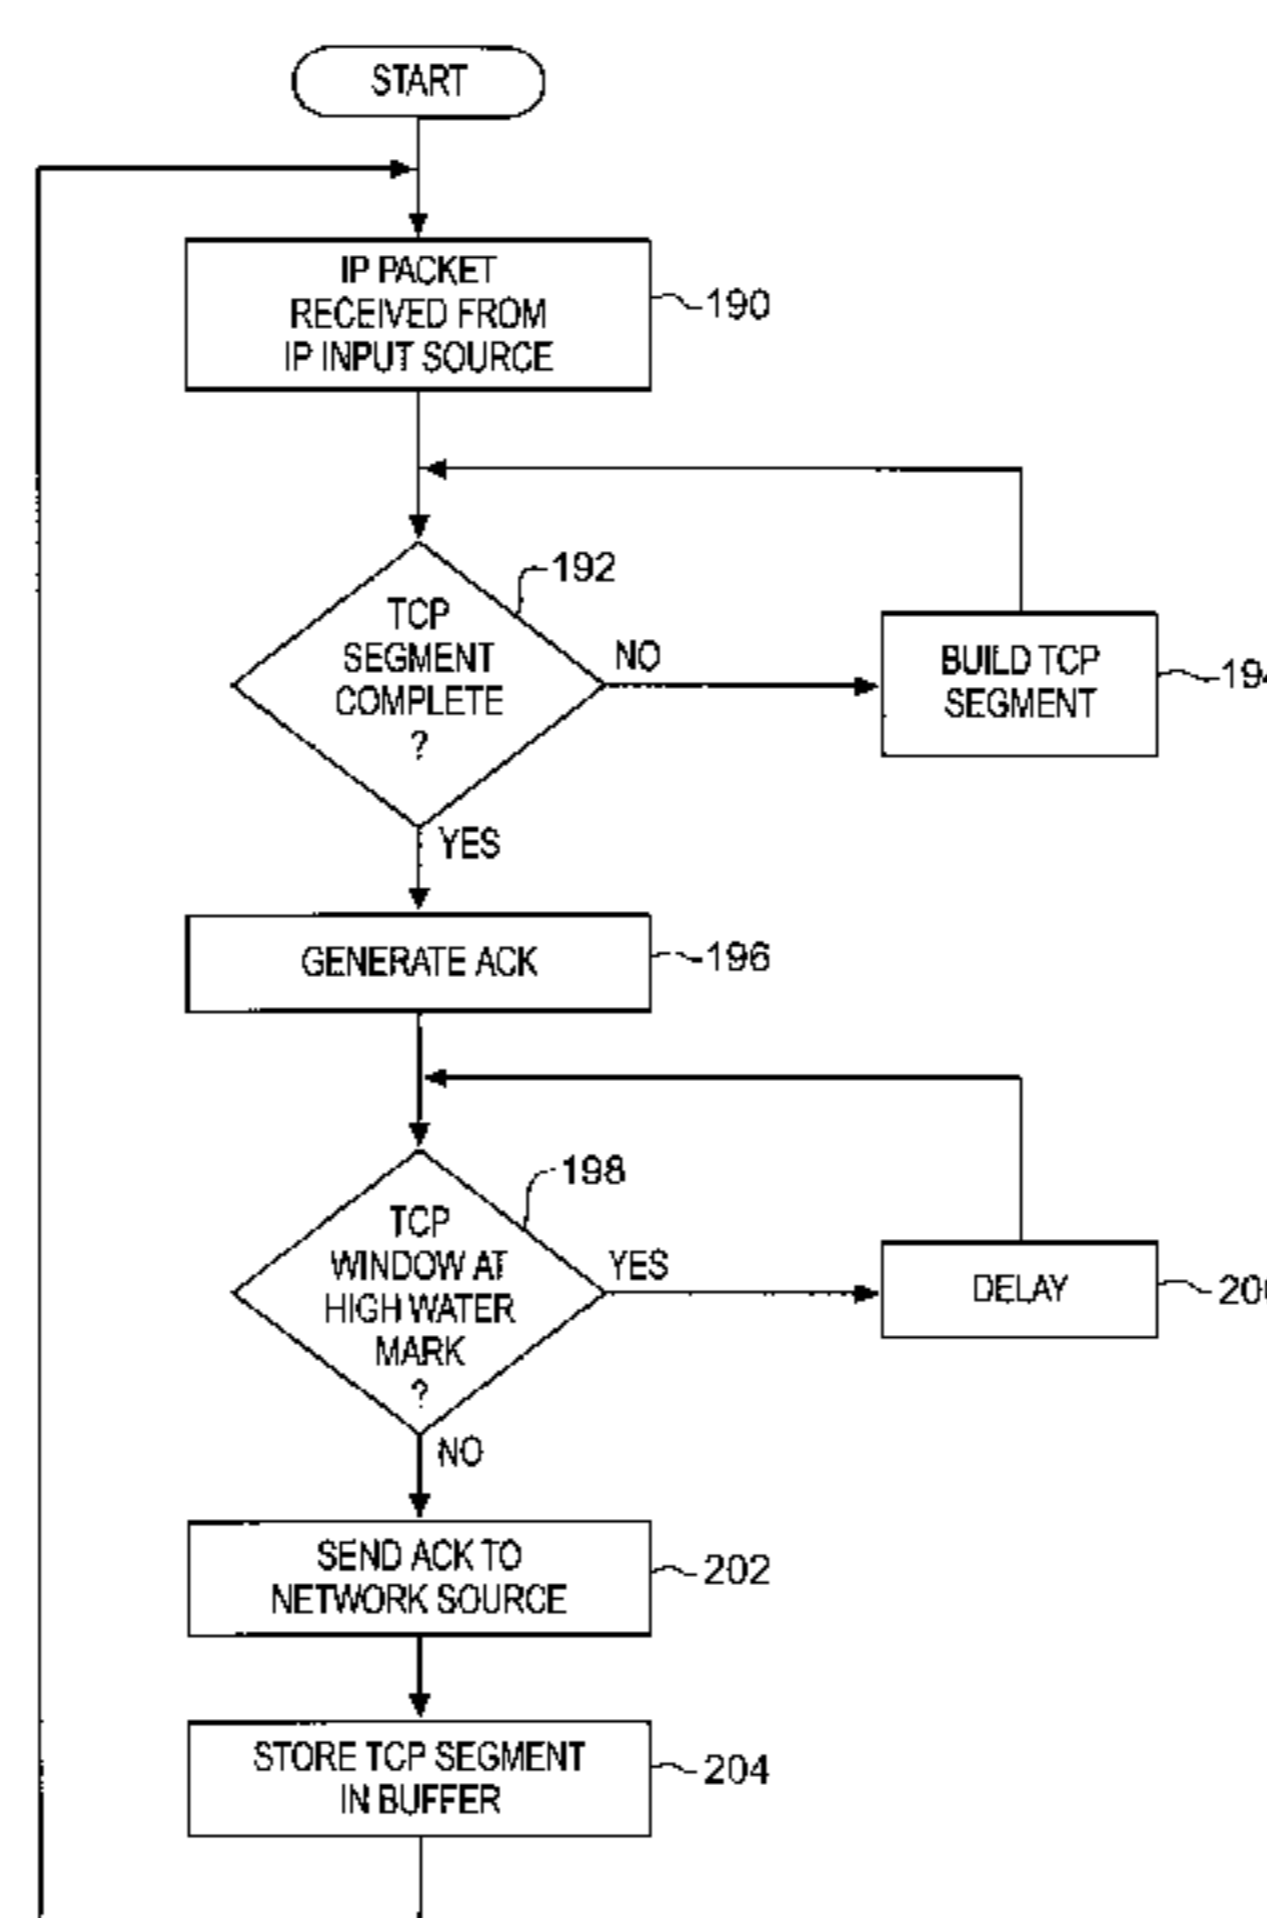 START
IP PACKET
RECEIVED FROM
IP INPUT SOURCE
190
192
TCP
SEGMENT
COMPLETE
?
NO
BUILD TCP
SEGMENT
YES
GENERATE ACK
196
198
TCP
WINDOW AT
HIGH WATER
MARK
?
YES
DELAY
NO
SEND ACK TO
NETWORK SOURCE
202
STORE TCP SEGMENT
IN BUFFER
204